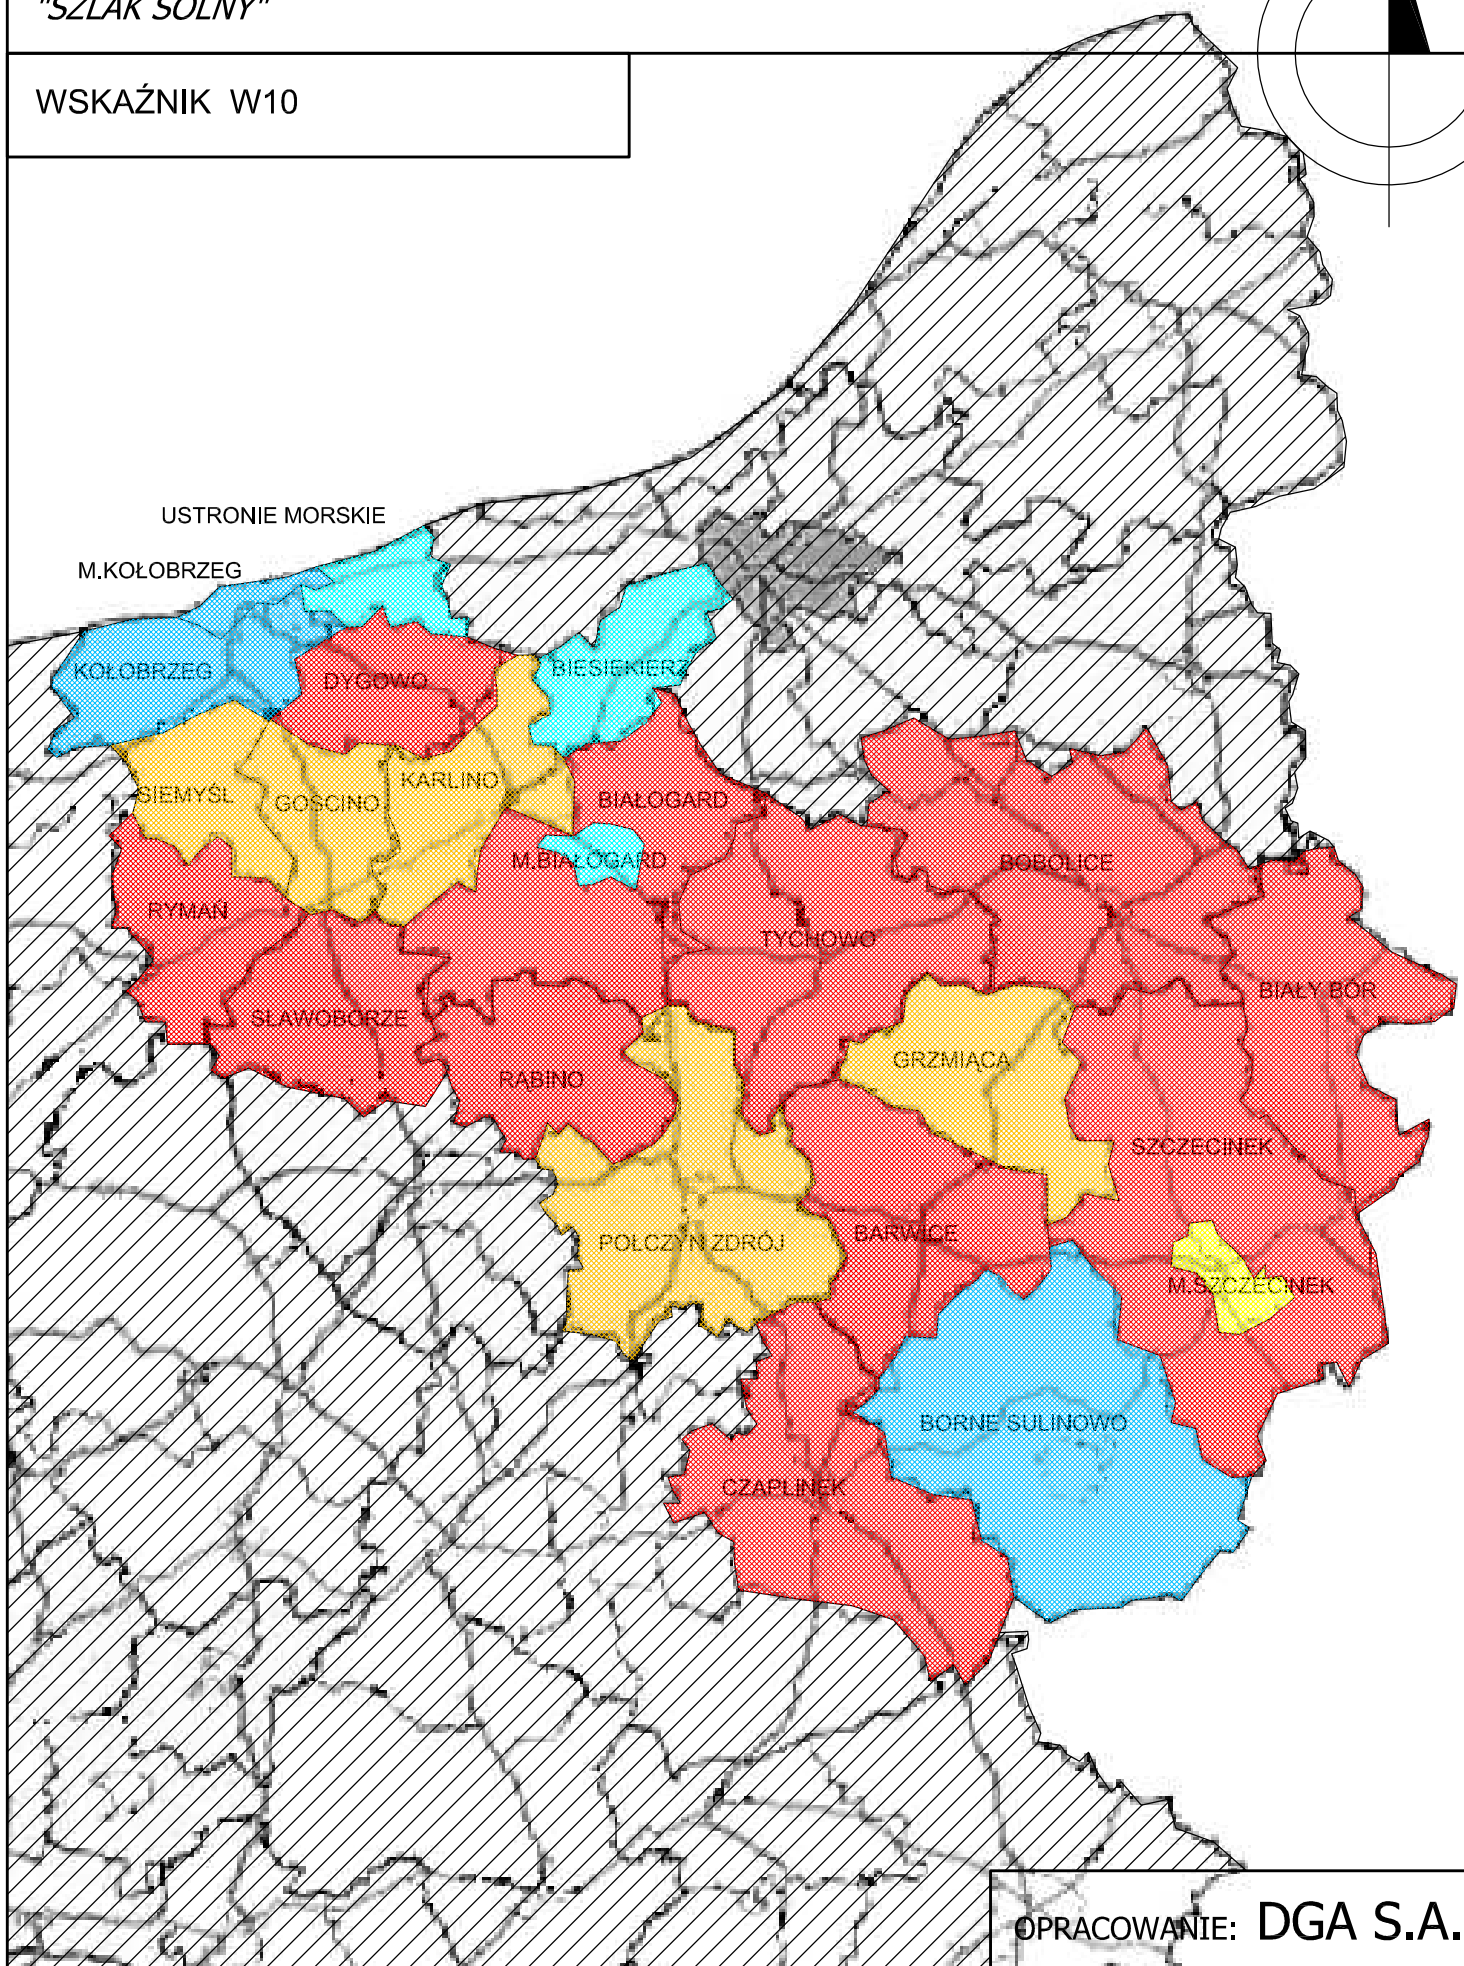 "SZLAK SOLNY"
WSKAŹNIK W10
USTRONIE MORSKIE
M.KOŁOBRZEG
KOŁOBRZEG
DYGOWO
BIESIEKIERZ
SIEMYŚL
GOŚCINO
KARLINO
BIAŁOGARD
M.BIAŁOGARD
BOBOLICE
RYMAŃ
TYCHOWO
BIAŁY BÓR
SŁAWOBORZE
RĄBINO
GRZMIĄCA
SZCZECINEK
POŁCZYN ZDRÓJ
BARWICE
M.SZCZECINEK
BORNE SULINOWO
CZAPLINEK
OPRACOWANIE: DGA S.A.